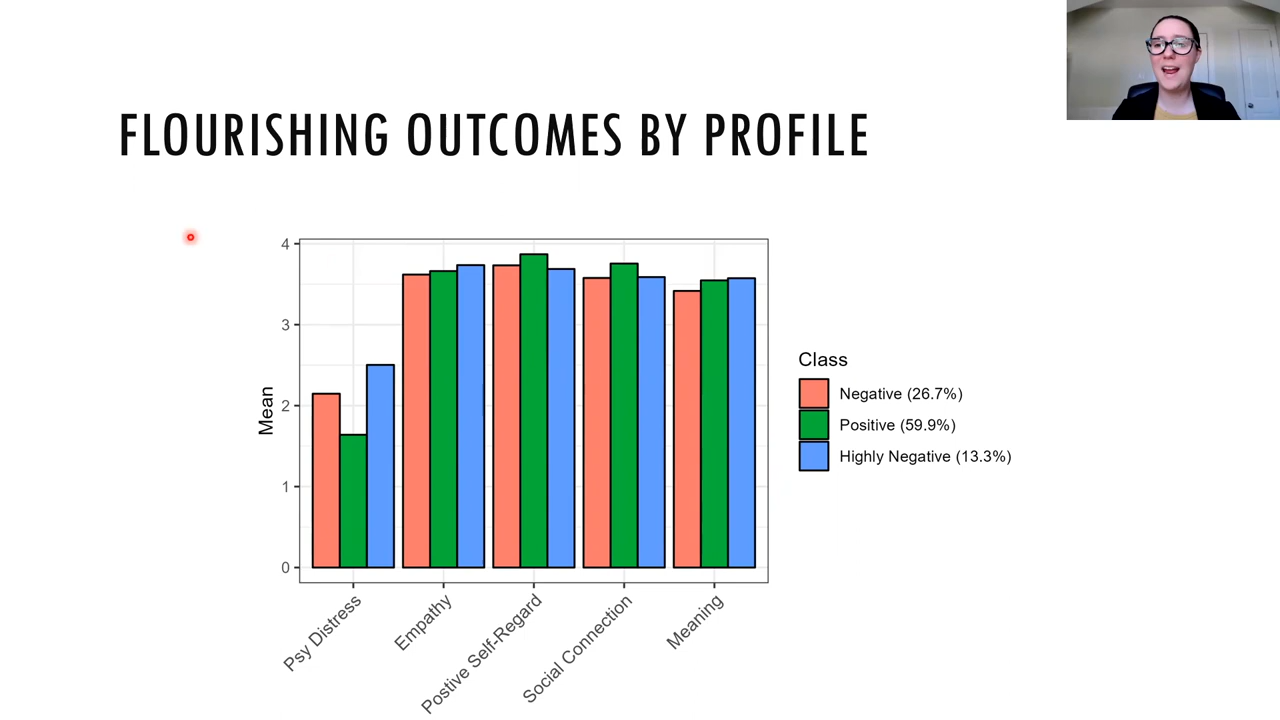 FLOURISHING OUTCOMES BY PROFILE
4
3
2
1
0
Mean
Psy Distress
Empathy
Postive Self-Regard
Social Connection
Meaning
Class
Negative (26.7%)
Positive (59.9%)
Highly Negative (13.3%)